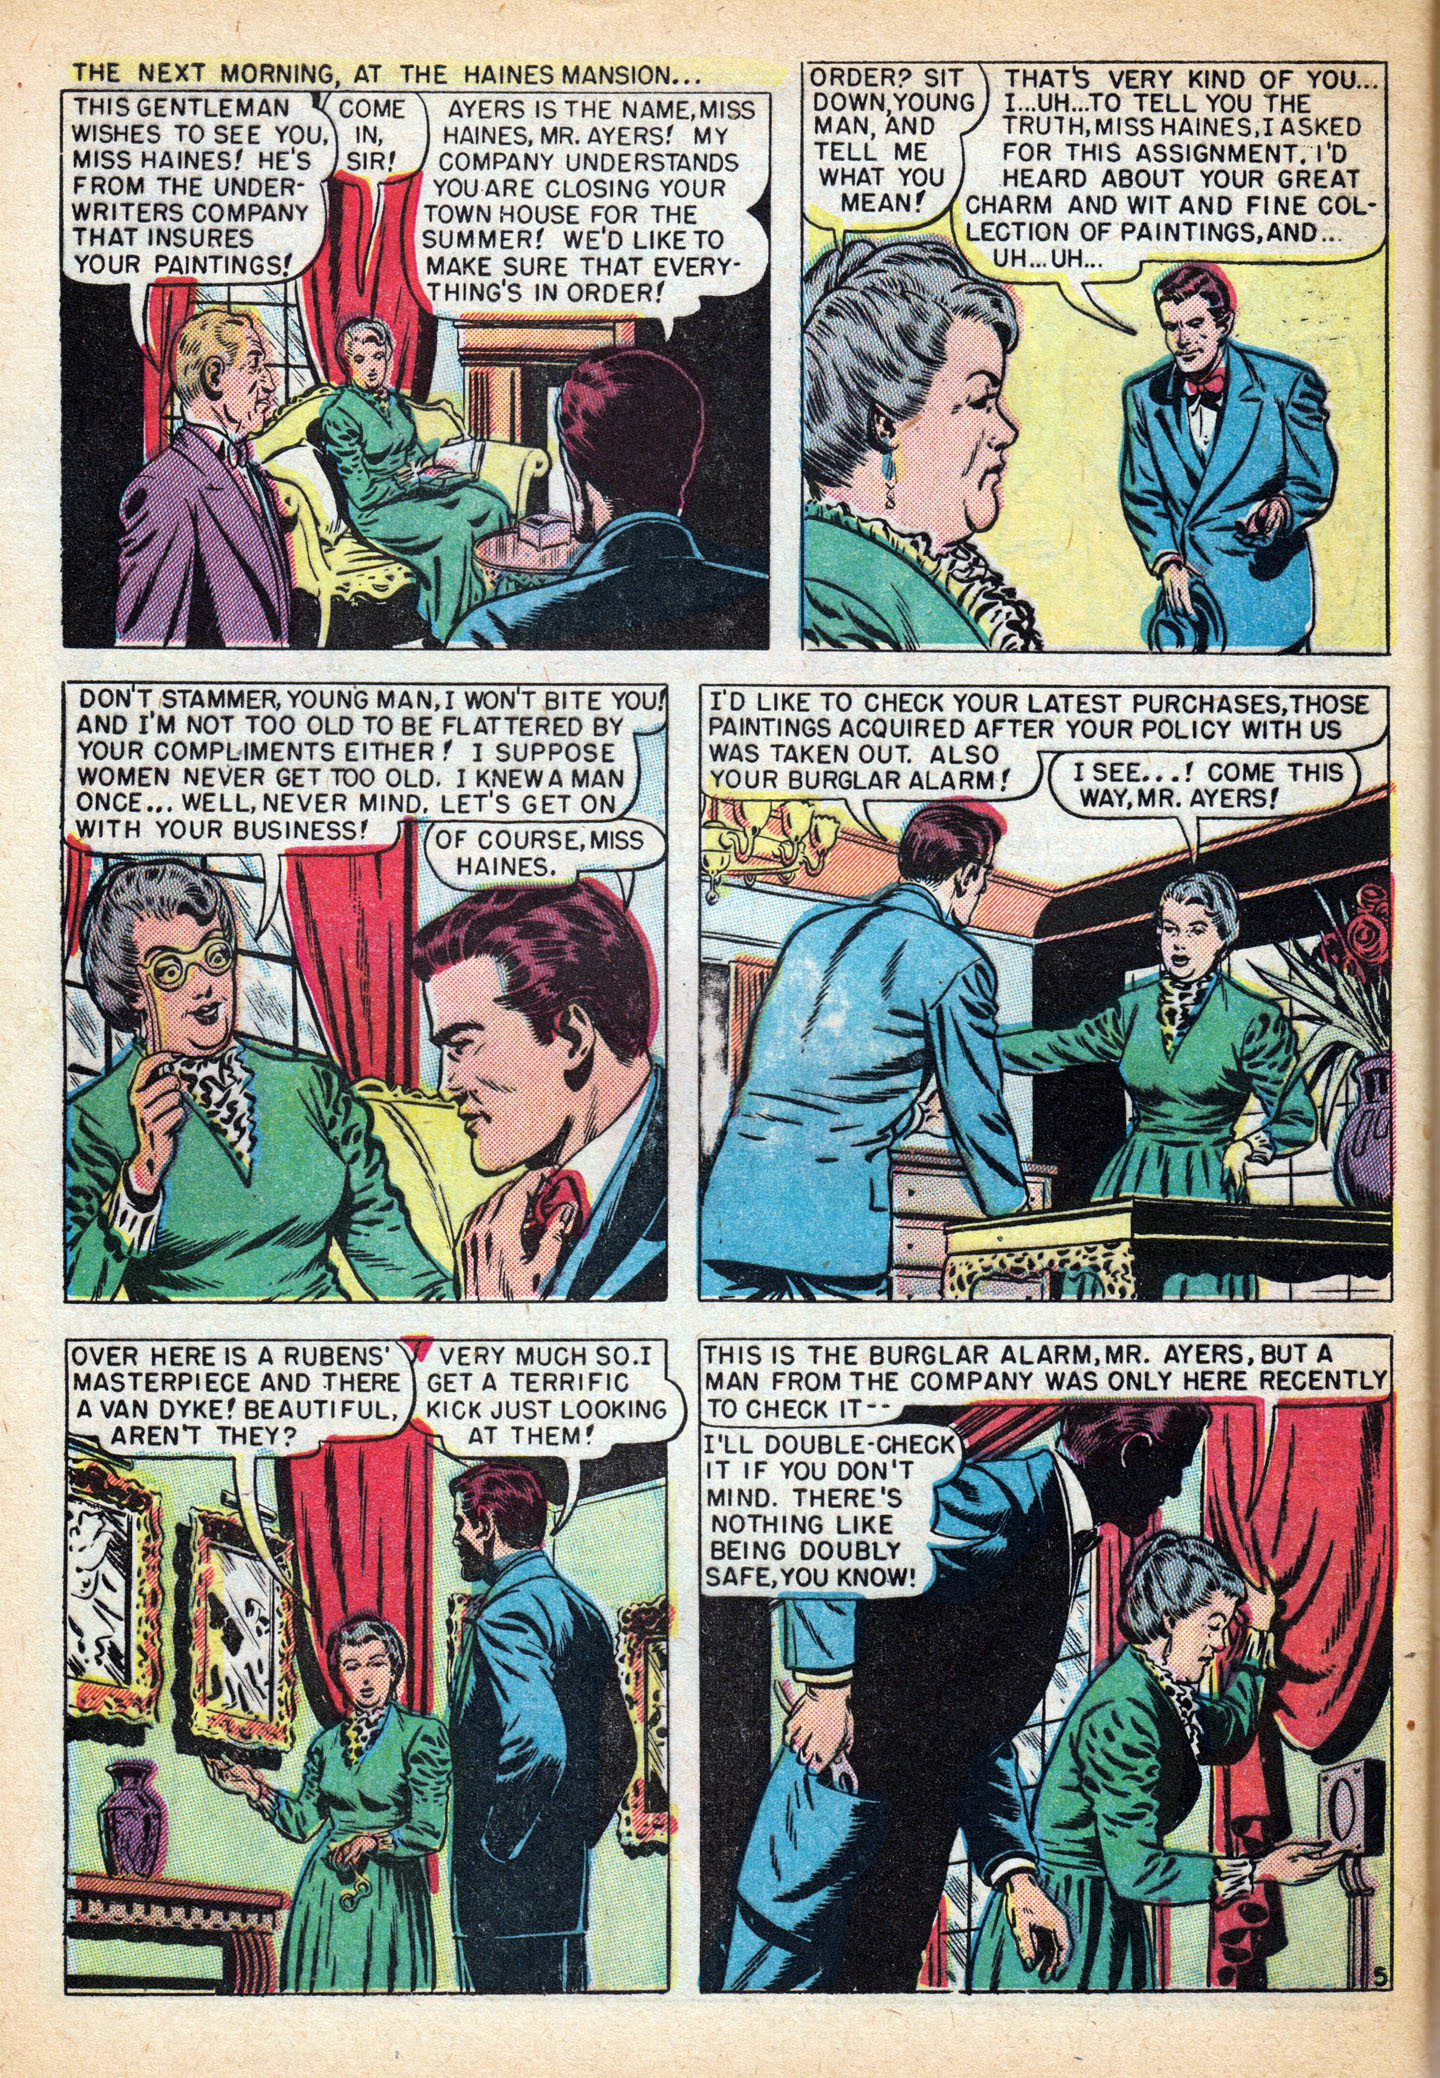 THE NEXT MORNING, AT THE HAINES MANSION...
THIS GENTLEMAN
WISHES TO SEE YOU,
MISS HAINES! HE'S
FROM THE UNDER-
WRITERS COMPANY
THAT INSURES
YOUR PAINTINGS!
COME
IN,
SIR!
AYERS IS THE NAME, MISS
HAINES, MR. AYERS! MY
COMPANY UNDERSTANDS
YOU ARE CLOSING YOUR
TOWN HOUSE FOR THE
SUMMER! WE'D LIKE TO
MAKE SURE THAT EVERY-
THING'S IN ORDER!
ORDER? SIT
DOWN, YOUNG
MAN, AND
TELL ME
WHAT YOU
MEAN!
THAT'S VERY KIND OF YOU...
I...UH...TO TELL YOU THE
TRUTH, MISS HAINES, I ASKED
FOR THIS ASSIGNMENT. I'D
HEARD ABOUT YOUR GREAT
CHARM AND WIT AND FINE COL-
LECTION OF PAINTINGS, AND...
UH...UH...
DON'T STAMMER, YOUNG MAN, I WON'T BITE YOU!
AND I'M NOT TOO OLD TO BE FLATTERED BY
YOUR COMPLIMENTS EITHER! I SUPPOSE
WOMEN NEVER GET TOO OLD. I KNEW A MAN
ONCE... WELL, NEVER MIND. LET'S GET ON
WITH YOUR BUSINESS!
OF COURSE, MISS
HAINES.
I'D LIKE TO CHECK YOUR LATEST PURCHASES, THOSE
PAINTINGS ACQUIRED AFTER YOUR POLICY WITH US
WAS TAKEN OUT. ALSO
YOUR BURGLAR ALARM!
I SEE...! COME THIS
WAY, MR. AYERS!
OVER HERE IS A RUBENS'
MASTERPIECE AND THERE
A VAN DYKE! BEAUTIFUL,
AREN'T THEY?
VERY MUCH SO. I
GET A TERRIFIC
KICK JUST LOOKING
AT THEM!
THIS IS THE BURGLAR ALARM, MR. AYERS, BUT A
MAN FROM THE COMPANY WAS ONLY HERE RECENTLY
TO CHECK IT--
I'LL DOUBLE-CHECK
IT IF YOU DON'T
MIND. THERE'S
NOTHING LIKE
BEING DOUBLY
SAFE, YOU KNOW!
5